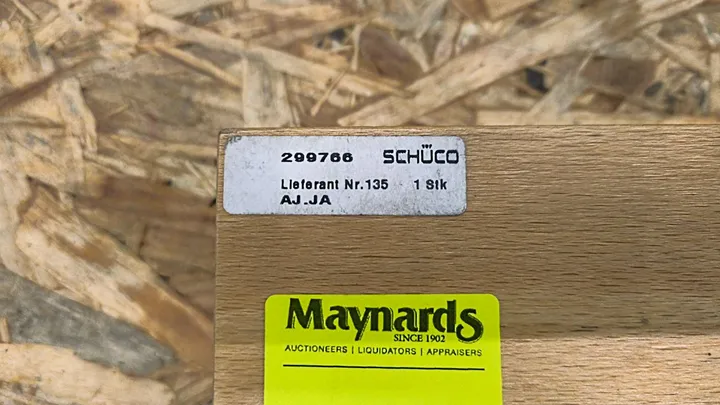 299766 SCHÜCO
Lieferant Nr.135 1 Stk
AJ.JA
Maynards
SINCE 1902
AUCTIONEERS | LIQUIDATORS | APPRAISERS